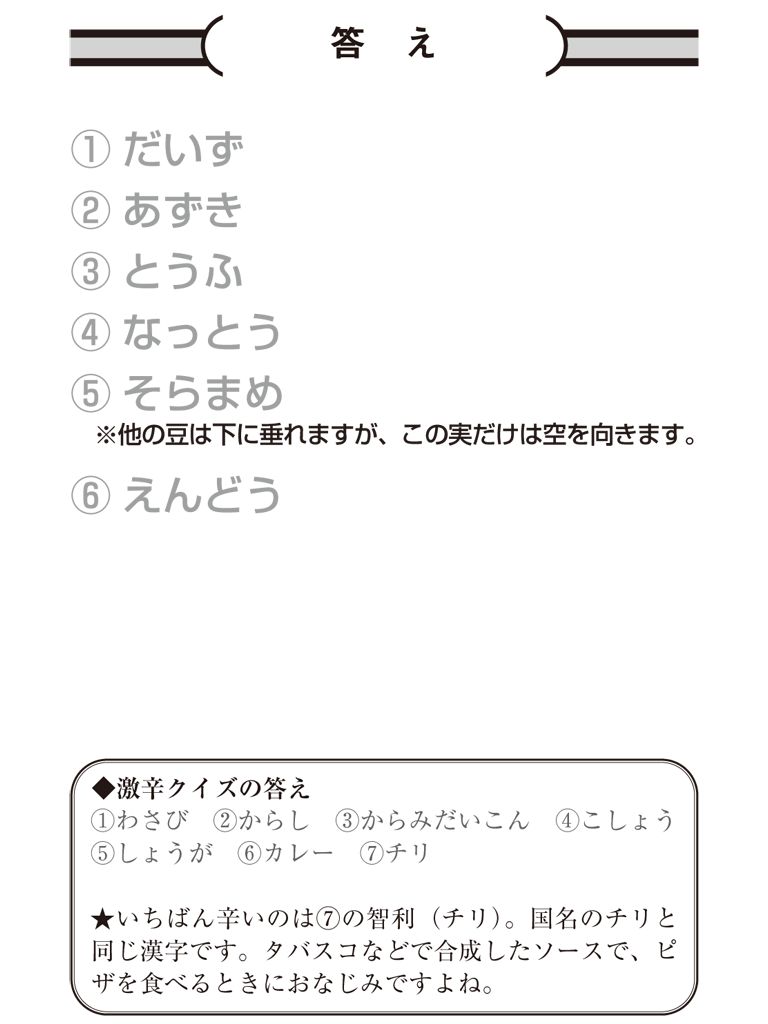 答 え
① だいず
② あずき
③ とうふ
④ なっとう
⑤ そらまめ
※他の豆は下に垂れますが、この実だけは空を向きます。
⑥ えんどう
◆激辛クイズの答え
①わさび ②からし ③からみだいこん ④こしょう
⑤しょうが ⑥カレー ⑦チリ
★いちばん辛いのは⑦の智利（チリ）。国名のチリと
同じ漢字です。タバスコなどで合成したソースで、ピ
ザを食べるときにおなじみですよね。